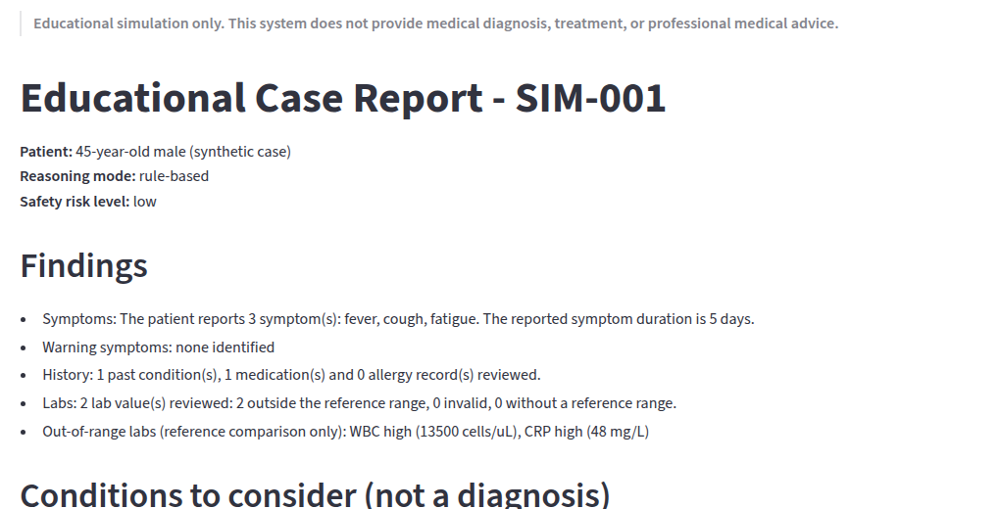 Educational simulation only. This system does not provide medical diagnosis, treatment, or professional medical advice.
Educational Case Report - SIM-001
Patient: 45-year-old male (synthetic case)
Reasoning mode: rule-based
Safety risk level: low
Findings
• Symptoms: The patient reports 3 symptom(s): fever, cough, fatigue. The reported symptom duration is 5 days.
• Warning symptoms: none identified
• History: 1 past condition(s), 1 medication(s) and 0 allergy record(s) reviewed.
• Labs: 2 lab value(s) reviewed: 2 outside the reference range, 0 invalid, 0 without a reference range.
• Out-of-range labs (reference comparison only): WBC high (13500 cells/uL), CRP high (48 mg/L)
Conditions to consider (not a diagnosis)